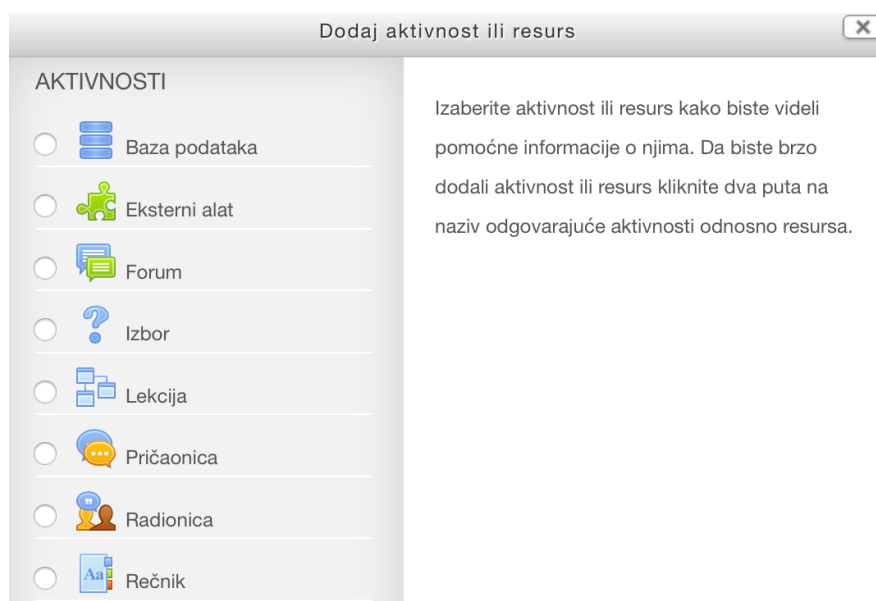 Dodaj aktivnost ili resurs
AKTIVNOSTI
Baza podataka
Eksterni alat
Forum
Izbor
Lekcija
Pričaonica
Radionica
Aa
Rečnik
Izaberite aktivnost ili resurs kako biste videli
pomoćne informacije o njima. Da biste brzo
dodali aktivnost ili resurs kliknite dva puta na
naziv odgovarajuće aktivnosti odnosno resursa.